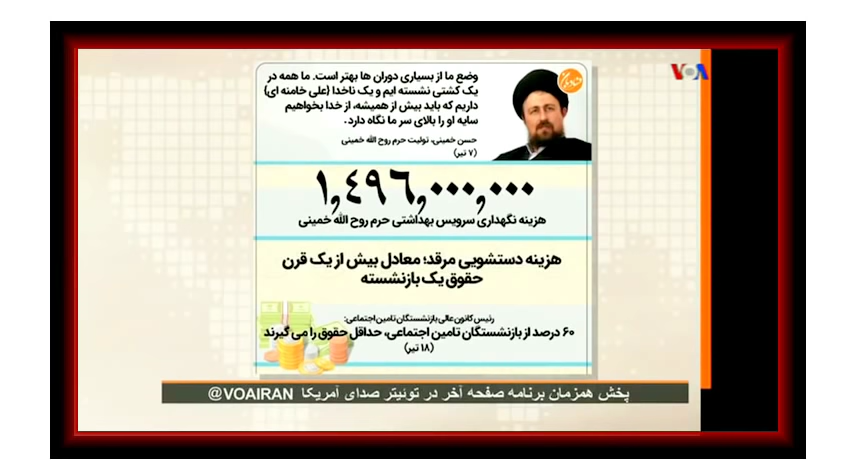 VOA
وضع ما از بسیاری دوران ها بهتر است. ما همه در
یک کشتی نشسته ایم و یک ناخدا (علی خامنه ای)
داریم که باید بیش از همیشه، از خدا بخواهیم
سایه او را بالای سر ما نگاه دارد.
حسن خمینی، تولیت حرم روح الله خمینی
(۷ تیر)
۱,۴۹۶,۰۰۰,۰۰۰
هزینه نگهداری سرویس بهداشتی حرم روح الله خمینی
هزینه دستشویی مرقد؛ معادل بیش از یک قرن
حقوق یک بازنشسته
رئیس کانون عالی بازنشستگان تامین اجتماعی:
۶۰ درصد از بازنشستگان تامین اجتماعی، حداقل حقوق را می گیرند
(۱۸ تیر)
پخش همزمان برنامه صفحه آخر در توئیتر صدای آمریکا @VOAIRAN